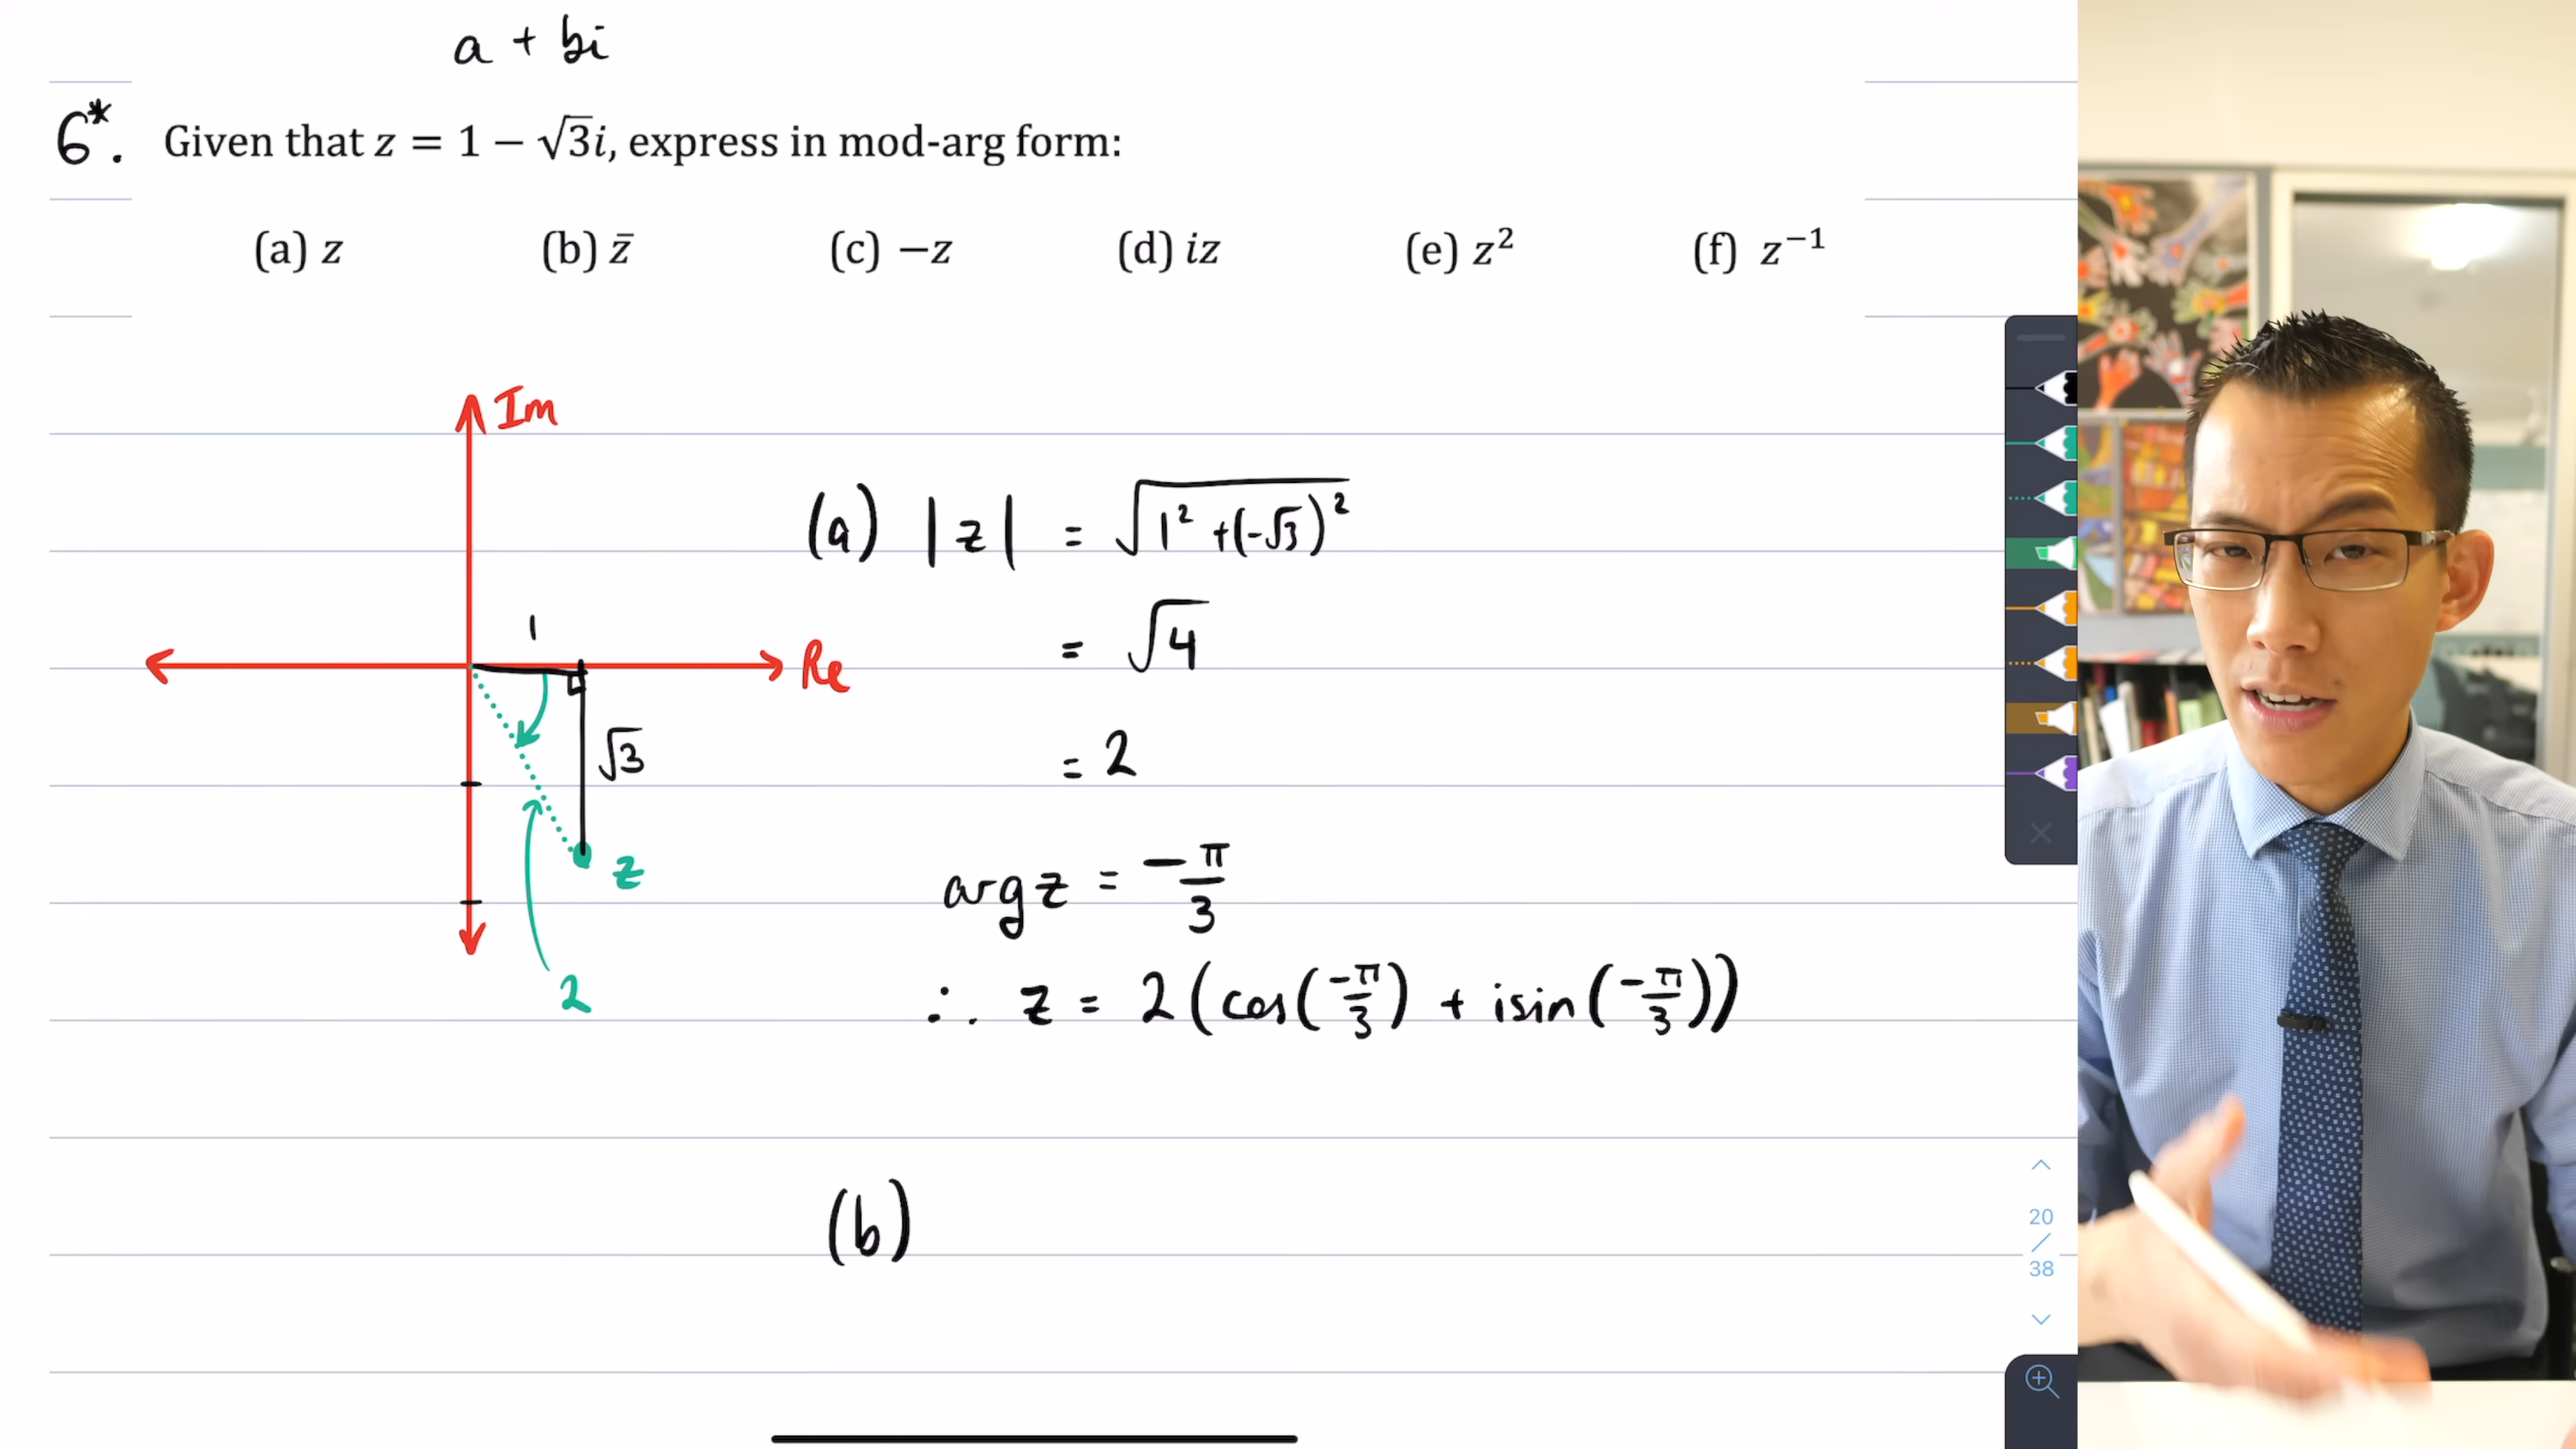 a + bi
6*. Given that z = 1 − √3i, express in mod-arg form:
(a) z (b) z̄ (c) −z (d) iz (e) z² (f) z⁻¹
Im
Re
1
√3
z
2
(a) |z| = √(1² +(-√3)²)
= √4
= 2
arg z = -π/3
∴ z = 2(cos(-π/3) + isin(-π/3))
(b)
20
/
38